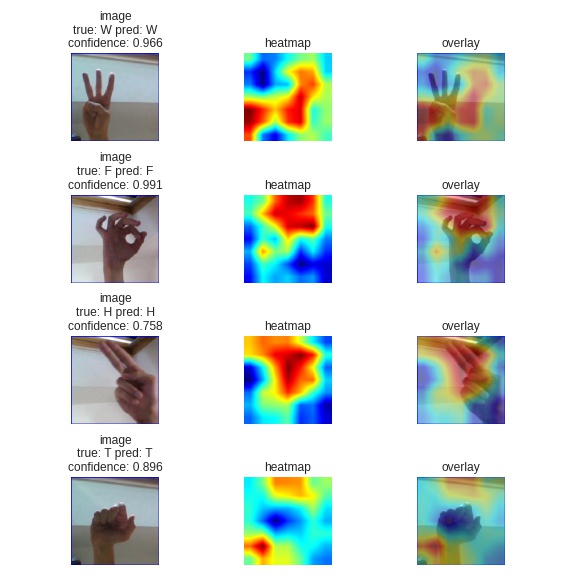 image
true: W pred: W
confidence: 0.966
heatmap
overlay
image
true: F pred: F
confidence: 0.991
heatmap
overlay
image
true: H pred: H
confidence: 0.758
heatmap
overlay
image
true: T pred: T
confidence: 0.896
heatmap
overlay